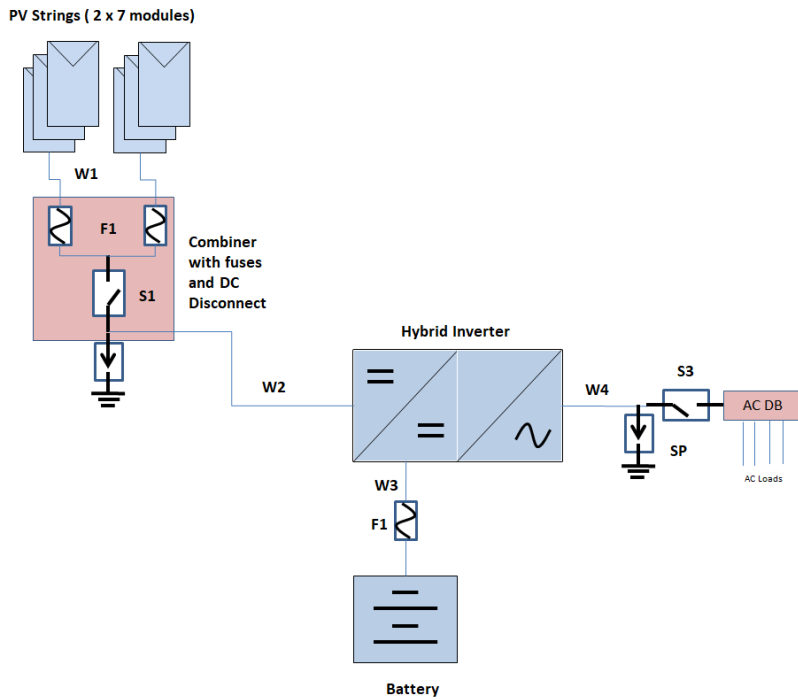 PV Strings ( 2 x 7 modules)
W1
F1
Combiner
with fuses
and DC
Disconnect
S1
Hybrid Inverter
W2
W4
S3
AC DB
SP
AC Loads
W3
F1
Battery